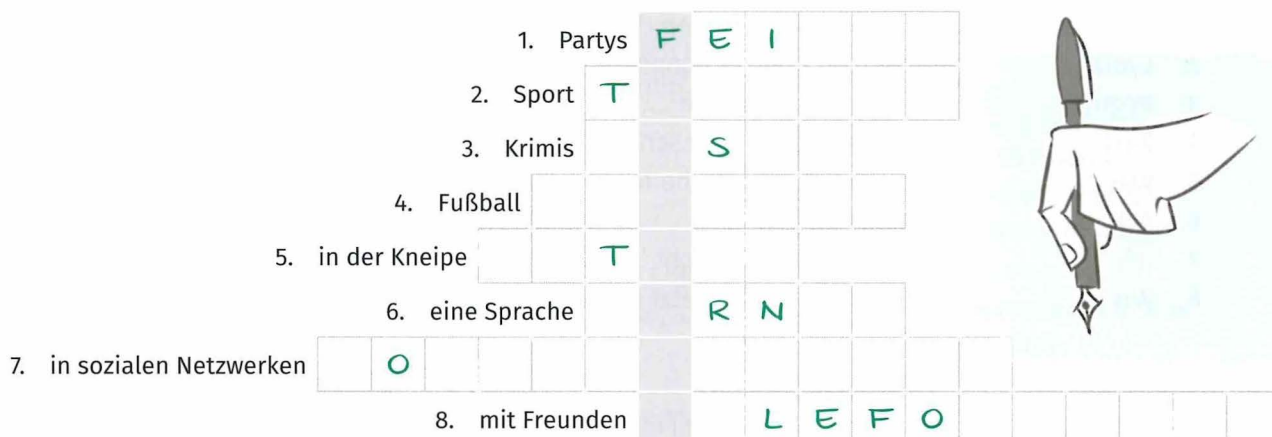 1. Partys F E I
2. Sport T
3. Krimis S
4. Fußball
5. in der Kneipe T
6. eine Sprache R N
7. in sozialen Netzwerken O
8. mit Freunden L E F O